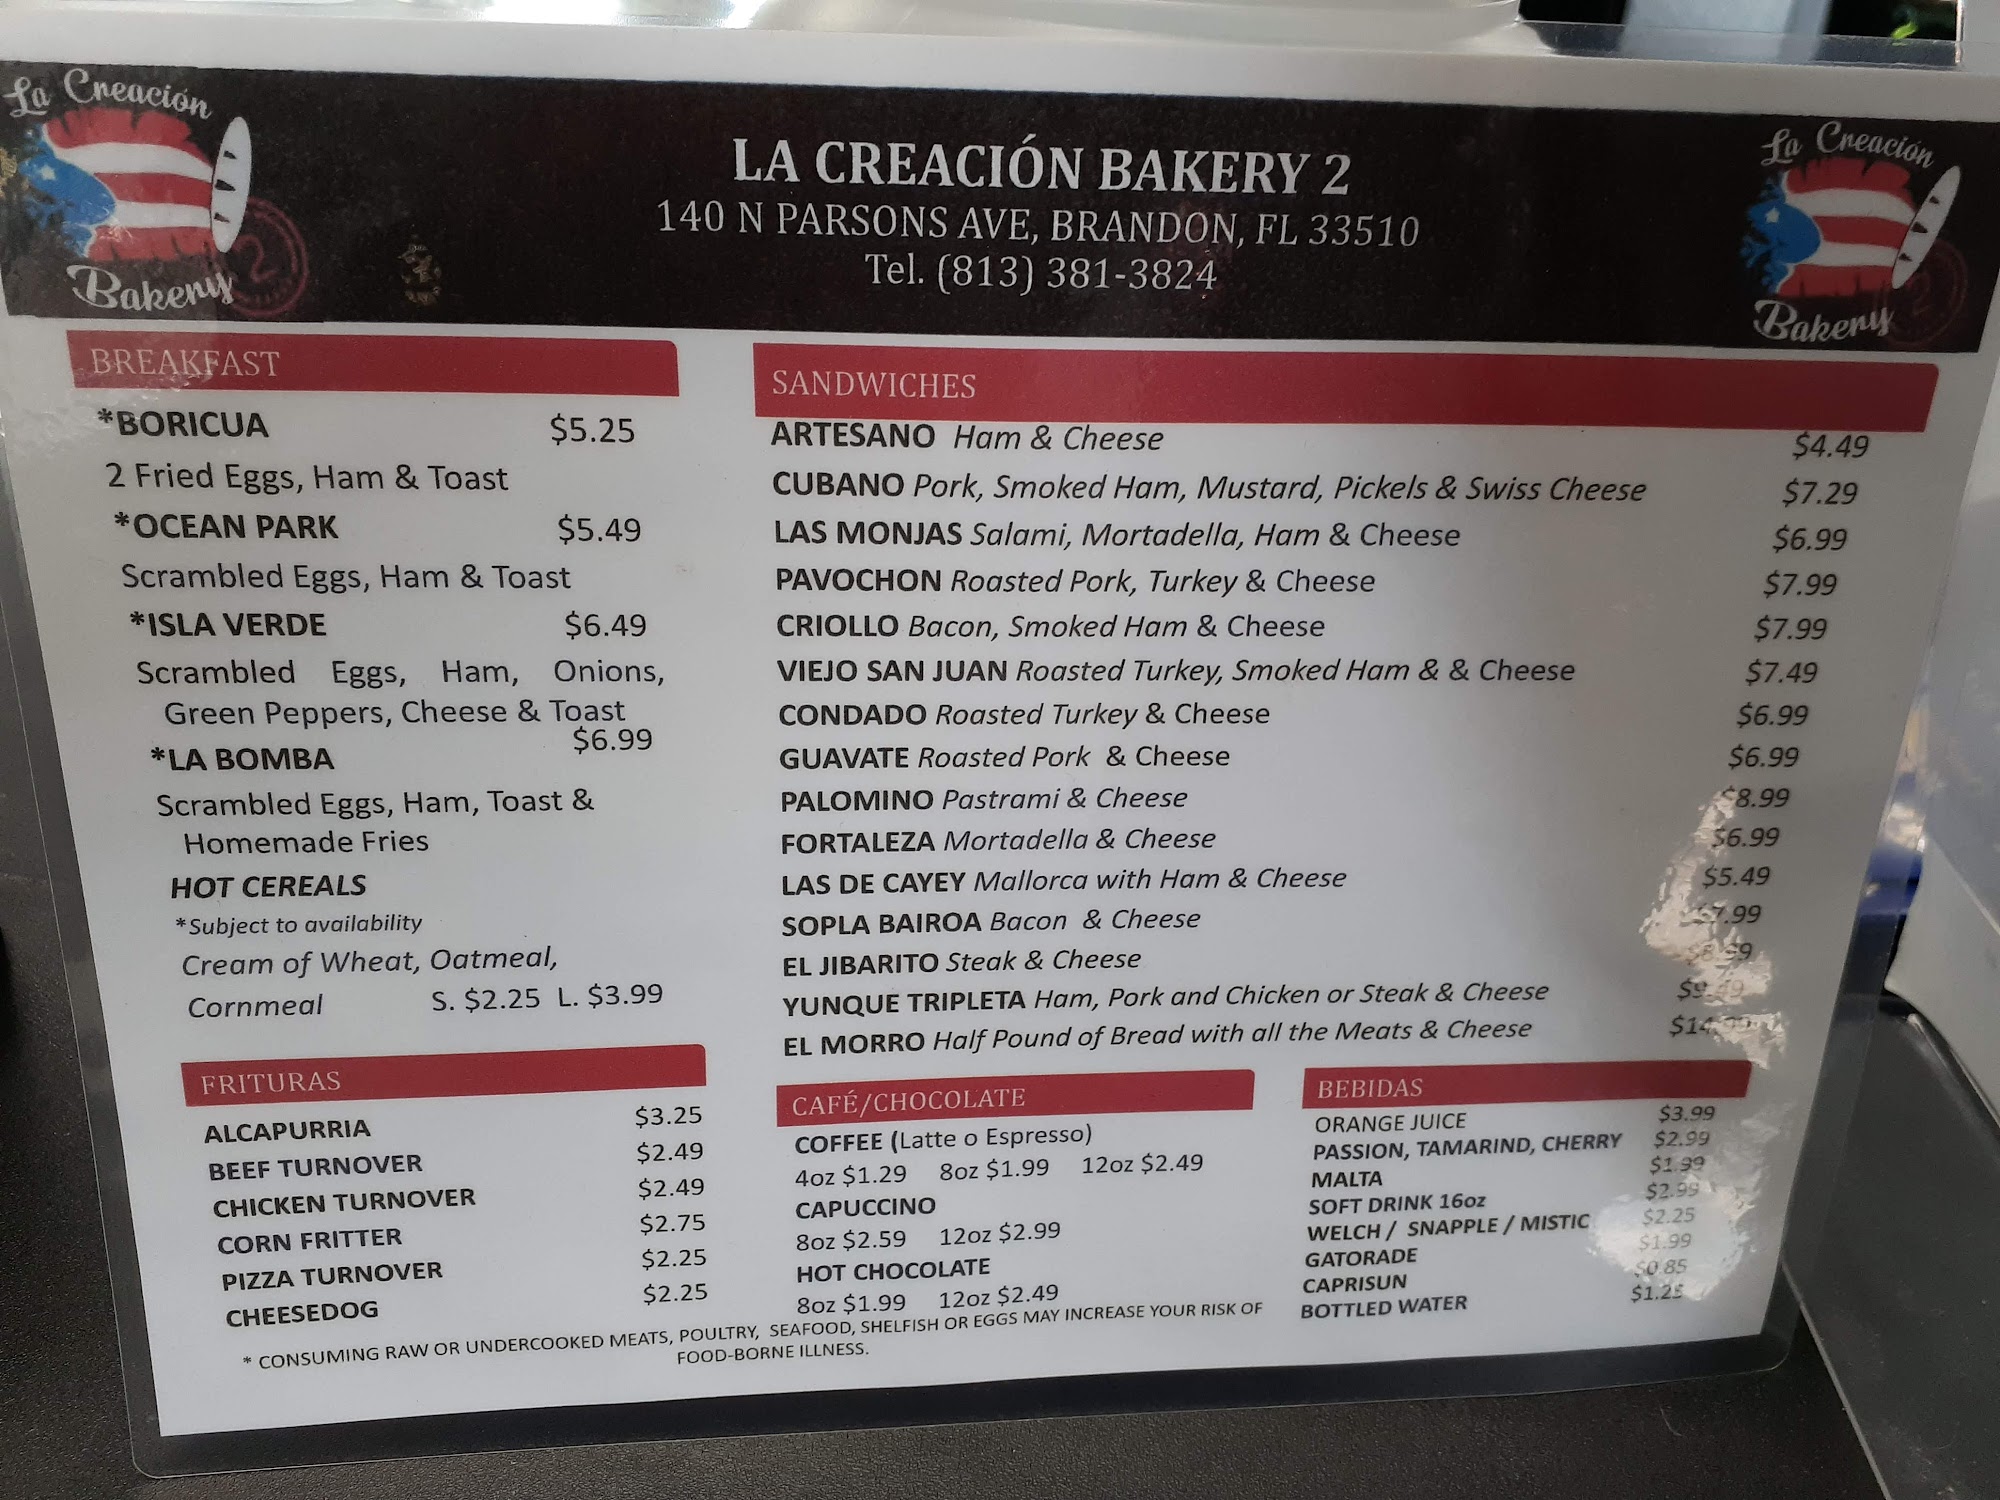 La Creación
Bakery
2
LA CREACIÓN BAKERY 2
140 N PARSONS AVE, BRANDON, FL 33510
Tel. (813) 381-3824
La Creación
Bakery
2
BREAKFAST
*BORICUA $5.25
2 Fried Eggs, Ham & Toast
*OCEAN PARK $5.49
Scrambled Eggs, Ham & Toast
*ISLA VERDE $6.49
Scrambled Eggs, Ham, Onions,
Green Peppers, Cheese & Toast
*LA BOMBA $6.99
Scrambled Eggs, Ham, Toast &
Homemade Fries
HOT CEREALS
*Subject to availability
Cream of Wheat, Oatmeal,
Cornmeal S. $2.25 L. $3.99
SANDWICHES
ARTESANO Ham & Cheese $4.49
CUBANO Pork, Smoked Ham, Mustard, Pickels & Swiss Cheese $7.29
LAS MONJAS Salami, Mortadella, Ham & Cheese $6.99
PAVOCHON Roasted Pork, Turkey & Cheese $7.99
CRIOLLO Bacon, Smoked Ham & Cheese $7.99
VIEJO SAN JUAN Roasted Turkey, Smoked Ham & & Cheese $7.49
CONDADO Roasted Turkey & Cheese $6.99
GUAVATE Roasted Pork & Cheese $6.99
PALOMINO Pastrami & Cheese $8.99
FORTALEZA Mortadella & Cheese $6.99
LAS DE CAYEY Mallorca with Ham & Cheese $5.49
SOPLA BAIROA Bacon & Cheese $7.99
EL JIBARITO Steak & Cheese
YUNQUE TRIPLETA Ham, Pork and Chicken or Steak & Cheese
EL MORRO Half Pound of Bread with all the Meats & Cheese
FRITURAS
ALCAPURRIA $3.25
BEEF TURNOVER $2.49
CHICKEN TURNOVER $2.49
CORN FRITTER $2.75
PIZZA TURNOVER $2.25
CHEESEDOG $2.25
CAFÉ/CHOCOLATE
COFFEE (Latte o Espresso)
4oz $1.29 8oz $1.99 12oz $2.49
CAPUCCINO
8oz $2.59 12oz $2.99
HOT CHOCOLATE
8oz $1.99 12oz $2.49
BEBIDAS
ORANGE JUICE $3.99
PASSION, TAMARIND, CHERRY $2.99
MALTA $1.99
SOFT DRINK 16oz $2.99
WELCH / SNAPPLE / MISTIC $2.25
GATORADE $1.99
CAPRISUN $0.85
BOTTLED WATER $1.25
* CONSUMING RAW OR UNDERCOOKED MEATS, POULTRY, SEAFOOD, SHELFISH OR EGGS MAY INCREASE YOUR RISK OF
FOOD-BORNE ILLNESS.